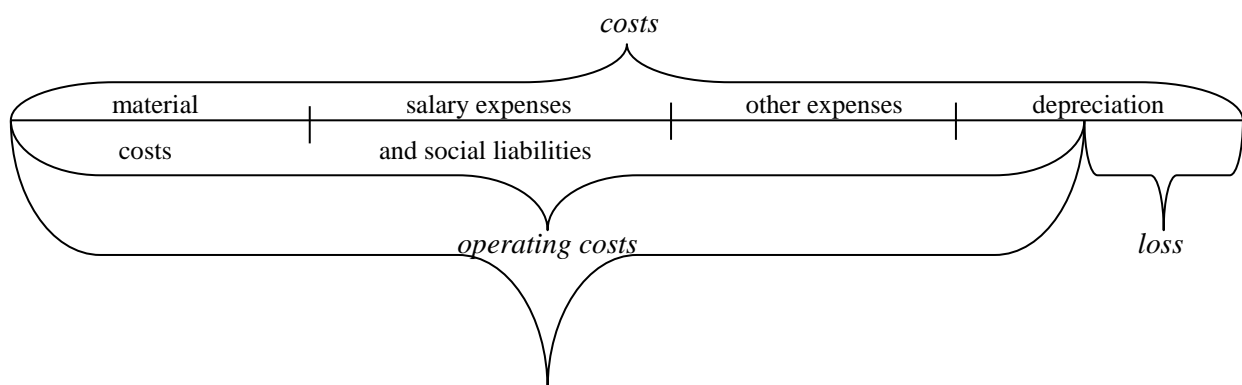 costs
material salary expenses other expenses depreciation
costs and social liabilities
operating costs loss